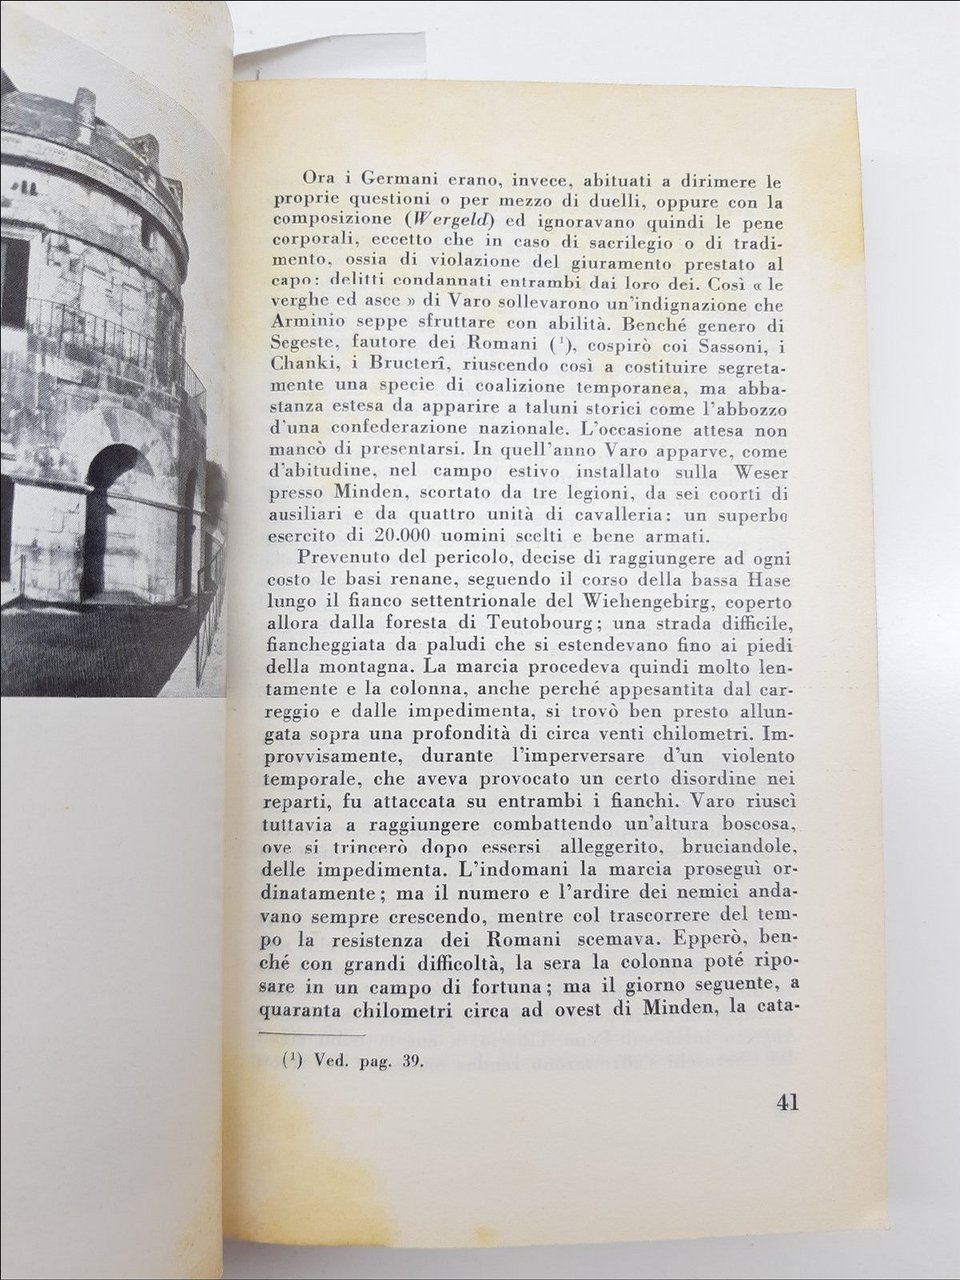 Ora i Germani erano, invece, abituati a dirimere le
proprie questioni o per mezzo di duelli, oppure con la
composizione (Wergeld) ed ignoravano quindi le pene
corporali, eccetto che in caso di sacrilegio o di tradi-
mento, ossia di violazione del giuramento prestato al
capo: delitti condannati entrambi dai loro dei. Così « le
verghe ed asce » di Varo sollevarono un'indignazione che
Arminio seppe sfruttare con abilità. Benché genero di
Segeste, fautore dei Romani (¹), cospirò coi Sassoni, i
Chanki, i Bructerî, riuscendo così a costituire segreta-
mente una specie di coalizione temporanea, ma abba-
stanza estesa da apparire a taluni storici come l'abbozzo
d'una confederazione nazionale. L'occasione attesa non
mancò di presentarsi. In quell'anno Varo apparve, come
d'abitudine, nel campo estivo installato sulla Weser
presso Minden, scortato da tre legioni, da sei coorti di
ausiliari e da quattro unità di cavalleria: un superbo
esercito di 20.000 uomini scelti e bene armati.
Prevenuto del pericolo, decise di raggiungere ad ogni
costo le basi renane, seguendo il corso della bassa Hase
lungo il fianco settentrionale del Wiehengebirg, coperto
allora dalla foresta di Teutobourg; una strada difficile,
fiancheggiata da paludi che si estendevano fino ai piedi
della montagna. La marcia procedeva quindi molto len-
tamente e la colonna, anche perché appesantita dal car-
reggio e dalle impedimenta, si trovò ben presto allun-
gata sopra una profondità di circa venti chilometri. Im-
provvisamente, durante l'imperversare d'un violento
temporale, che aveva provocato un certo disordine nei
reparti, fu attaccata su entrambi i fianchi. Varo riuscì
tuttavia a raggiungere combattendo un'altura boscosa,
ove si trincerò dopo essersi alleggerito, bruciandole,
delle impedimenta. L'indomani la marcia proseguì or-
dinatamente; ma il numero e l'ardire dei nemici anda-
vano sempre crescendo, mentre col trascorrere del tem-
po la resistenza dei Romani scemava. Epperò, ben-
ché con grandi difficoltà, la sera la colonna poté ripo-
sare in un campo di fortuna; ma il giorno seguente, a
quaranta chilometri circa ad ovest di Minden, la cata-
(¹) Ved. pag. 39.
41